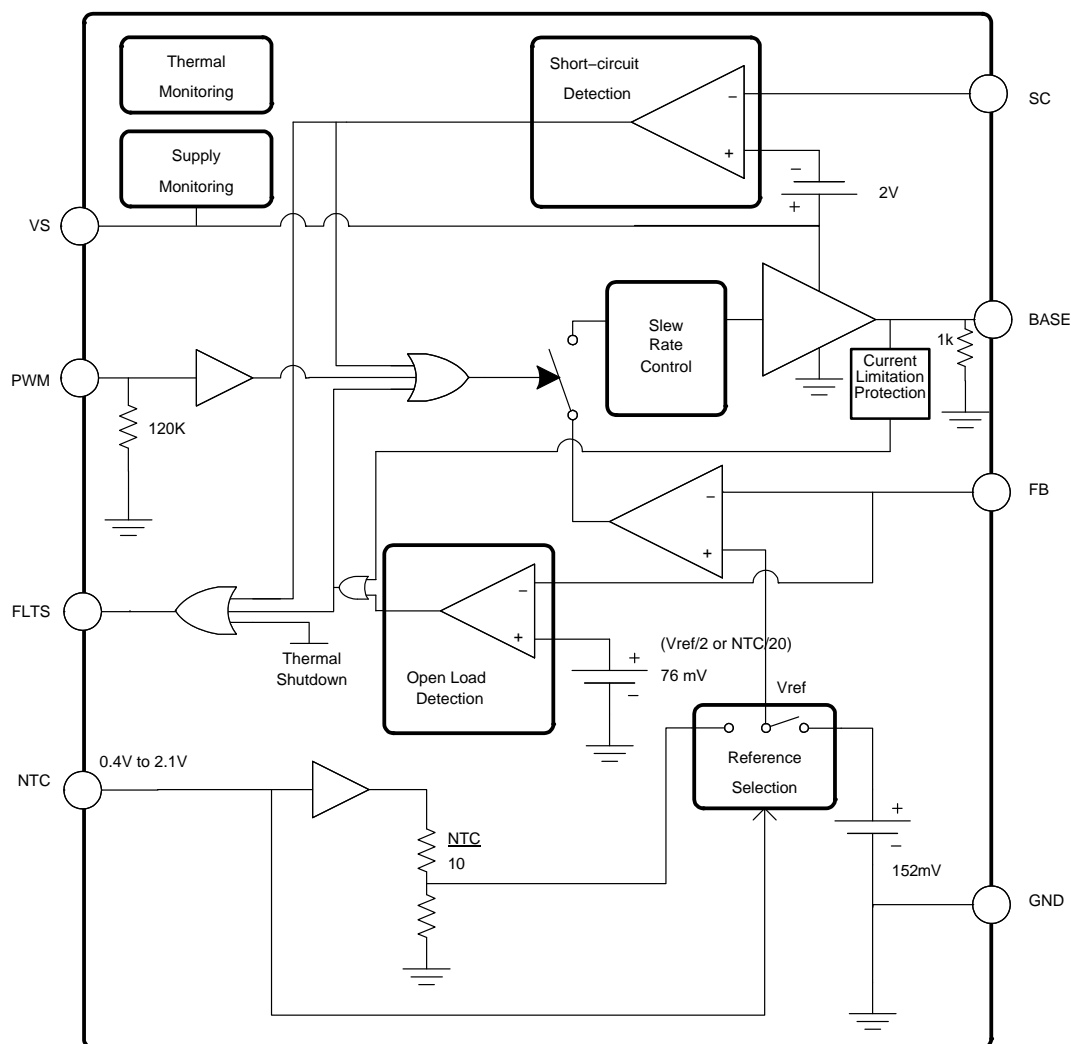 Thermal
Monitoring
Short−circuit
Detection
−
SC
+
Supply
Monitoring
−
+
2V
VS
BASE
Slew
Rate
Control
1k
Current
Limitation
Protection
PWM
120K
FB
−
+
FLTS
−
+
Thermal
Shutdown
(Vref/2 or NTC/20)
+
76 mV
−
Open Load
Detection
Vref
Reference
Selection
NTC
0.4V to 2.1V
+
−
152mV
NTC
10
GND